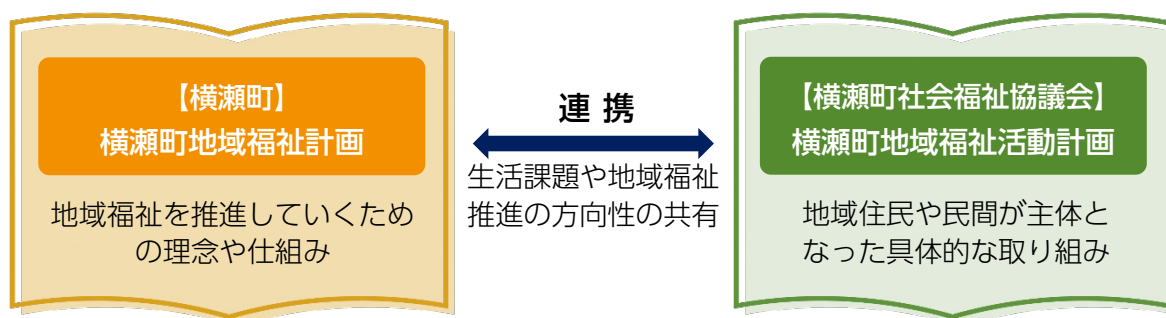 【横瀬町】
横瀬町地域福祉計画
地域福祉を推進していくため
の理念や仕組み
連 携
生活課題や地域福祉
推進の方向性の共有
【横瀬町社会福祉協議会】
横瀬町地域福祉活動計画
地域住民や民間が主体と
なった具体的な取り組み